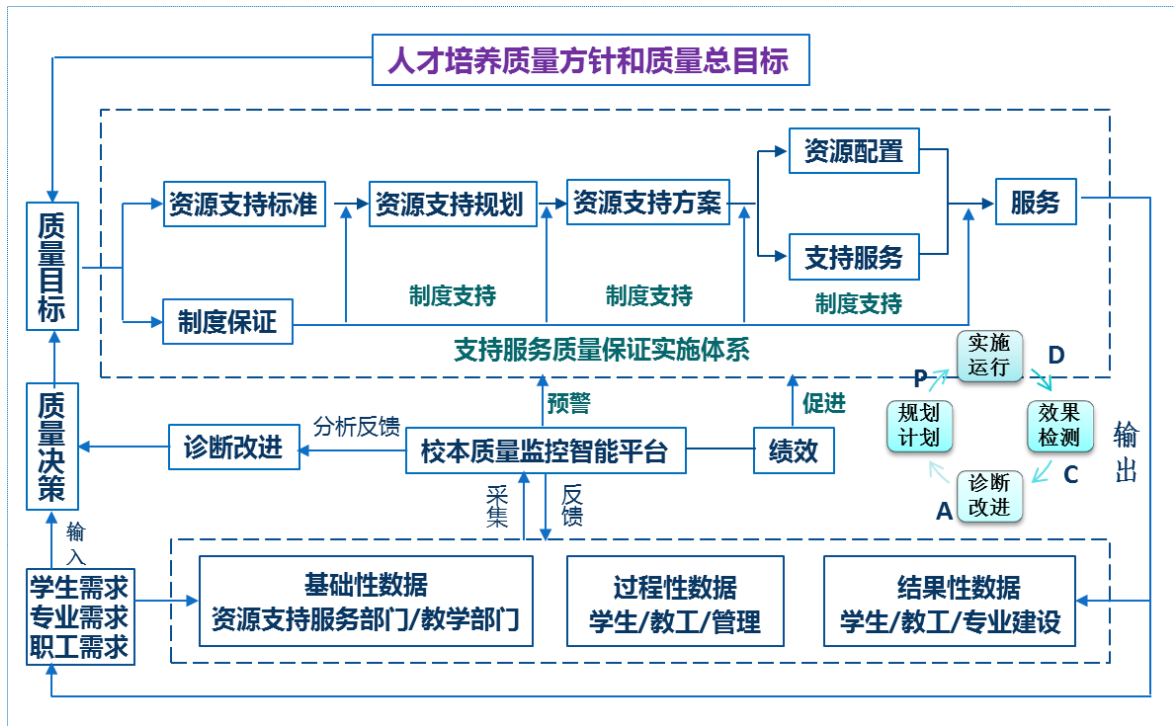 人才培养质量方针和质量总目标
资源配置
资源支持标准
资源支持规划
资源支持方案
服务
质量目标
支持服务
制度支持
制度支持
制度支持
制度保证
支持服务质量保证实施体系
实施
运行
P
D
规划
计划
效果
检测
诊断
改进
A
C
输出
预警
促进
质量决策
诊断改进
分析反馈
校本质量监控智能平台
绩效
采集
反馈
输入
学生需求
专业需求
职工需求
基础性数据
资源支持服务部门/教学部门
过程性数据
学生/教工/管理
结果性数据
学生/教工/专业建设